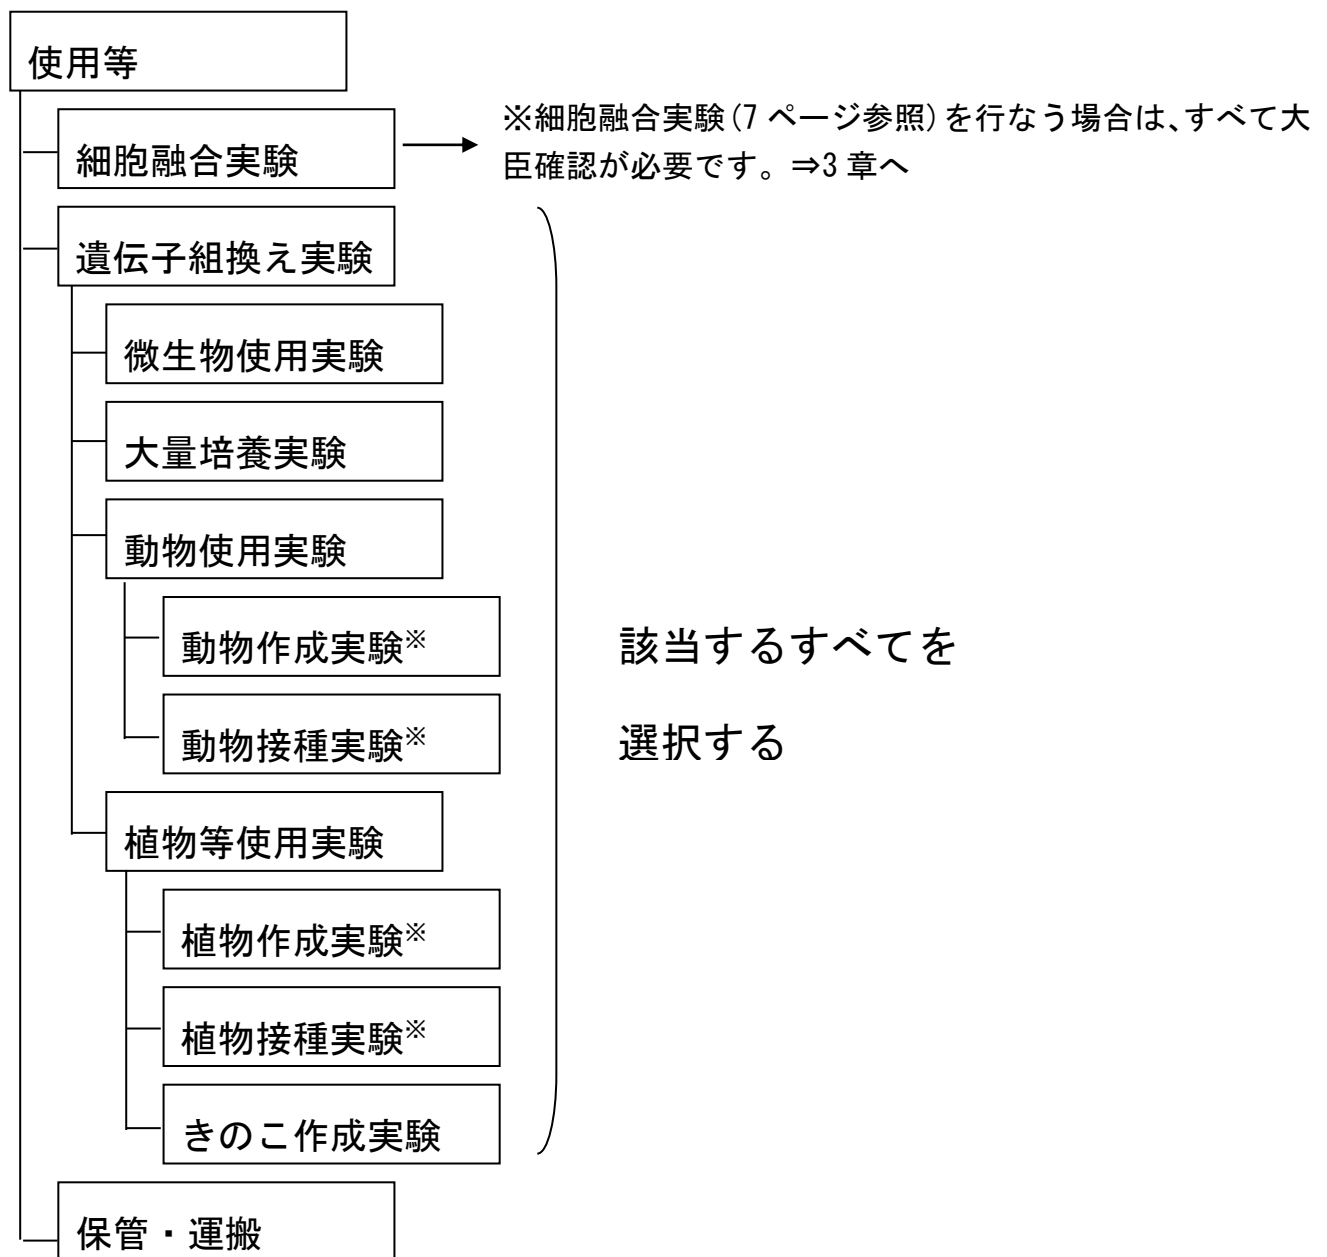 使用等
※細胞融合実験(7 ページ参照)を行なう場合は、すべて大
臣確認が必要です。⇒3 章へ
細胞融合実験
遺伝子組換え実験
微生物使用実験
大量培養実験
動物使用実験
動物作成実験※
該当するすべてを
動物接種実験※
選択する
植物等使用実験
植物作成実験※
植物接種実験※
きのこ作成実験
保管・運搬